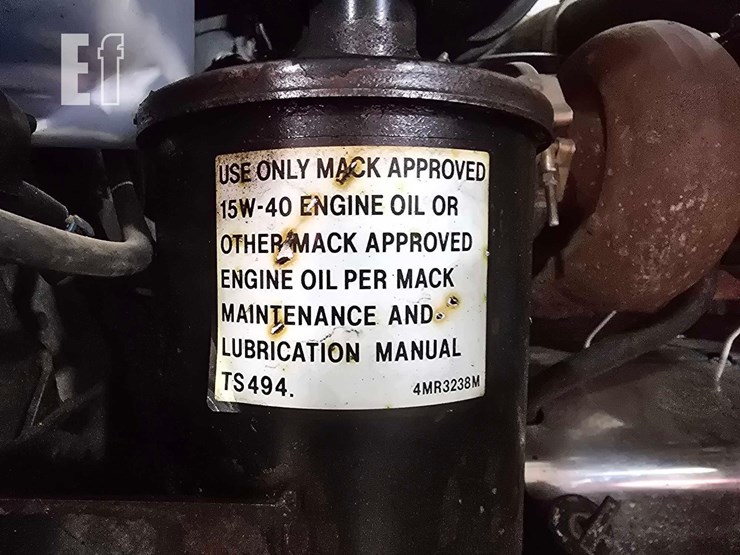 Ef
USE ONLY MACK APPROVED
15W-40 ENGINE OIL OR
OTHER MACK APPROVED
ENGINE OIL PER MACK
MAINTENANCE AND
LUBRICATION MANUAL
TS494.
4MR3238M